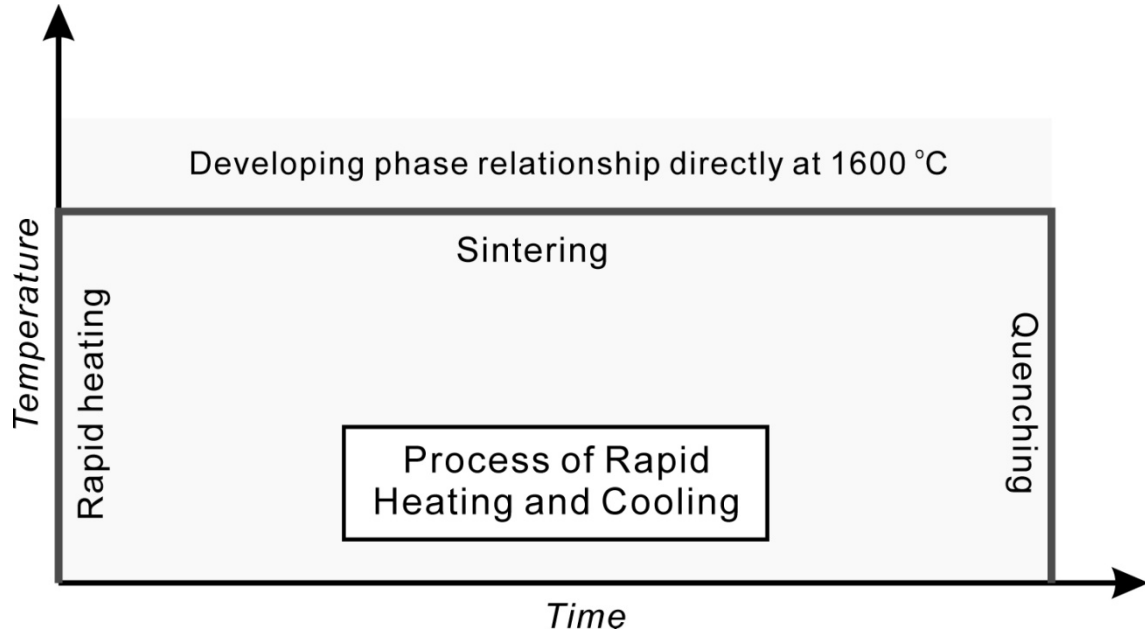 Developing phase relationship directly at 1600 °C
Sintering
Temperature
Rapid heating
Quenching
Process of Rapid
Heating and Cooling
Time